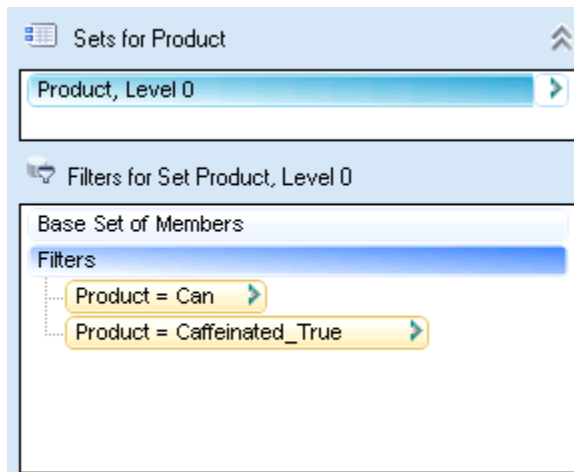 Sets for Product
Product, Level 0
Filters for Set Product, Level 0
Base Set of Members
Filters
Product = Can
Product = Caffeinated_True